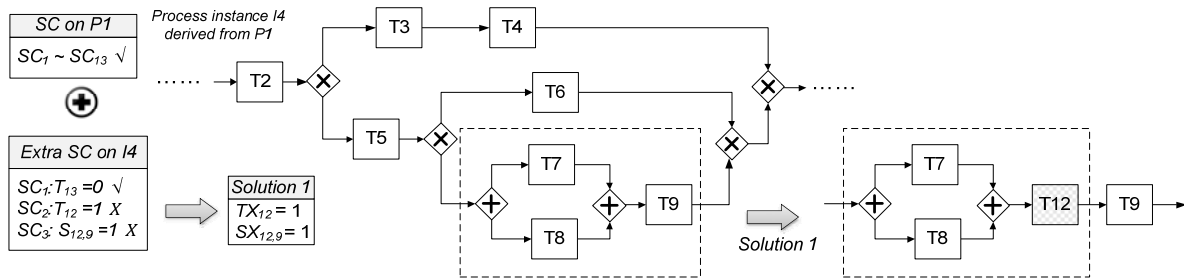 SC on P1
SC1 ~ SC13 √
Process instance I4
derived from P1
......
T2
T3
T4
T5
T6
T7
T8
T9
......
Extra SC on I4
SC1:T13 =0 √
SC2:T12 =1 X
SC3: S12,9 =1 X
Solution 1
TX12 = 1
SX12,9 = 1
Solution 1
T7
T8
T12
T9